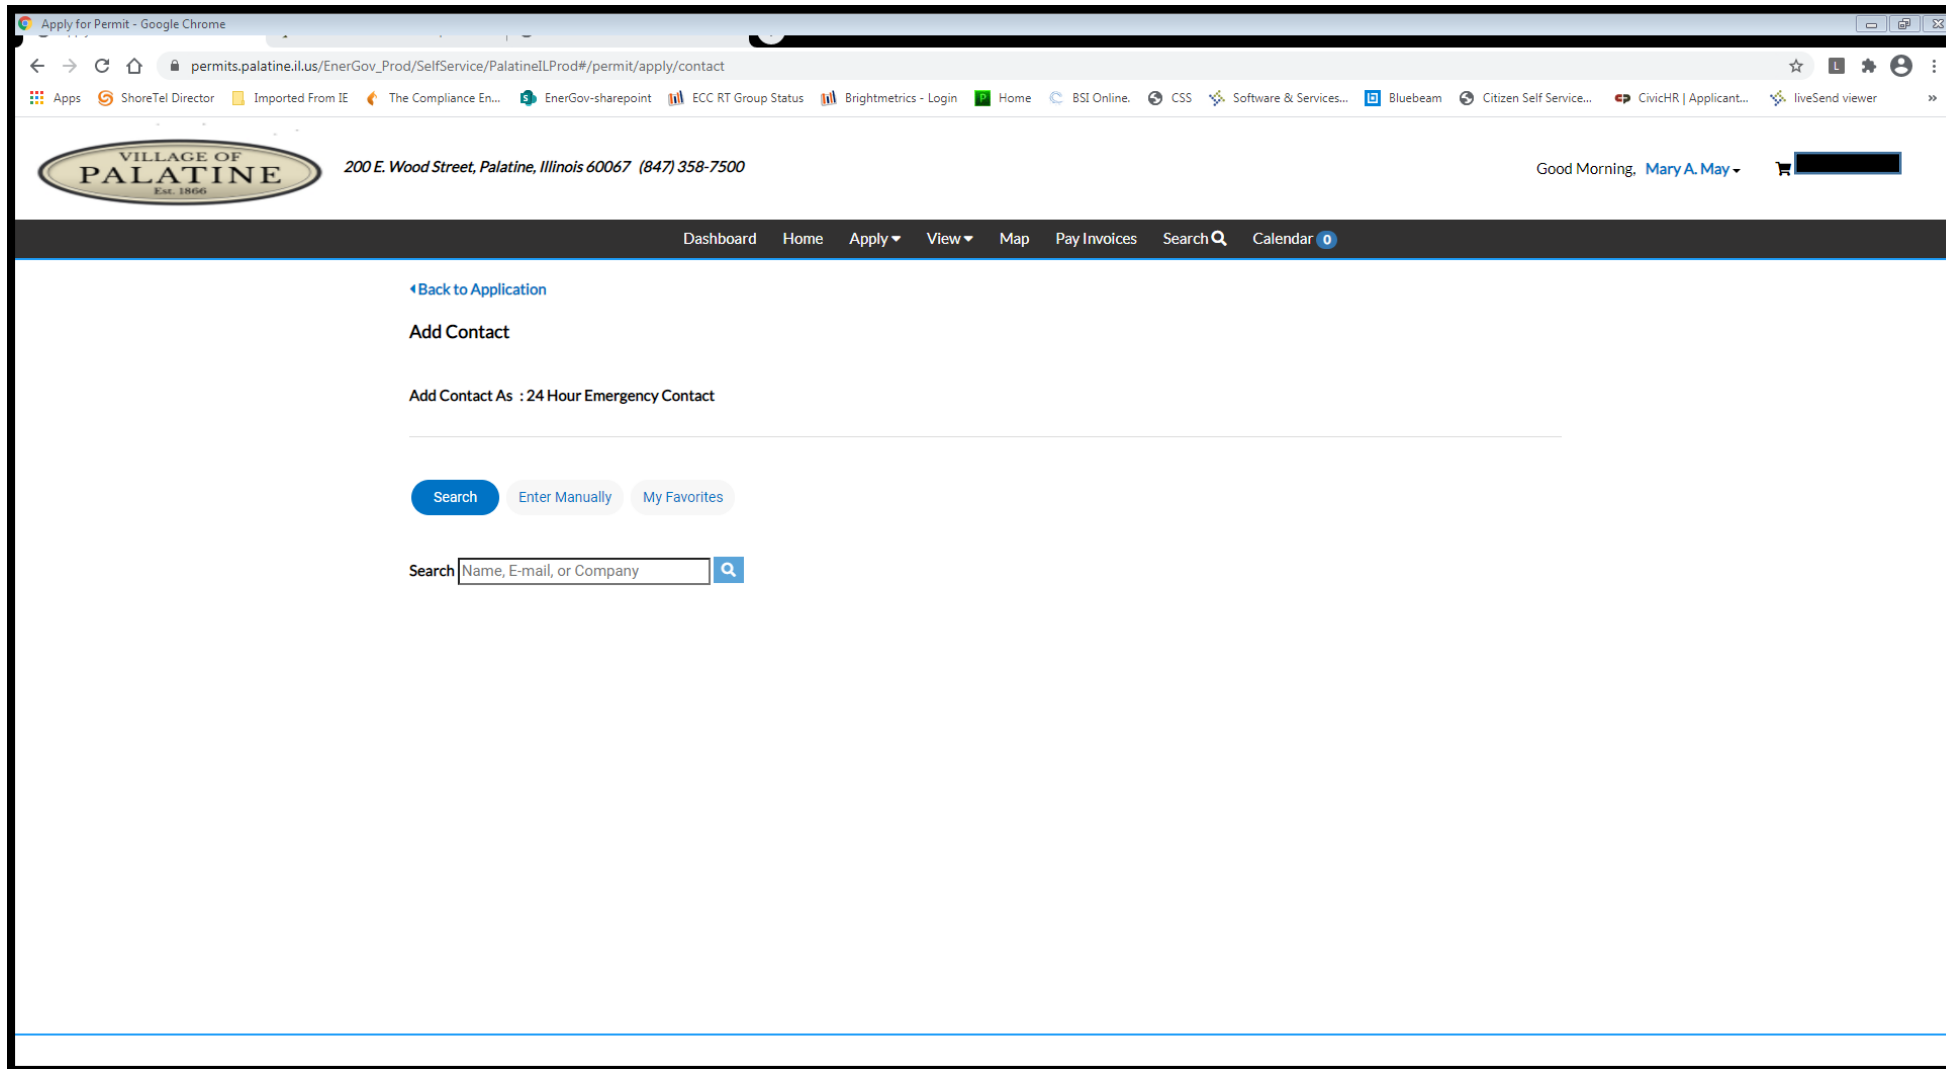 Apply for Permit - Google Chrome
permits.palatine.il.us/EnerGov_Prod/SelfService/PalatineILProd#/permit/apply/contact
Apps ShoreTel Director Imported From IE The Compliance En... EnerGov-sharepoint ECC RT Group Status Brightmetrics - Login Home BSI Online. CSS Software & Services... Bluebeam Citizen Self Service... CivicHR | Applicant... liveSend viewer »
VILLAGE OF
PALATINE
Est. 1866
200 E. Wood Street, Palatine, Illinois 60067 (847) 358-7500
Good Morning, Mary A. May
Dashboard Home Apply View Map Pay Invoices Search Calendar 0
Back to Application
Add Contact
Add Contact As : 24 Hour Emergency Contact
Search Enter Manually My Favorites
Search Name, E-mail, or Company